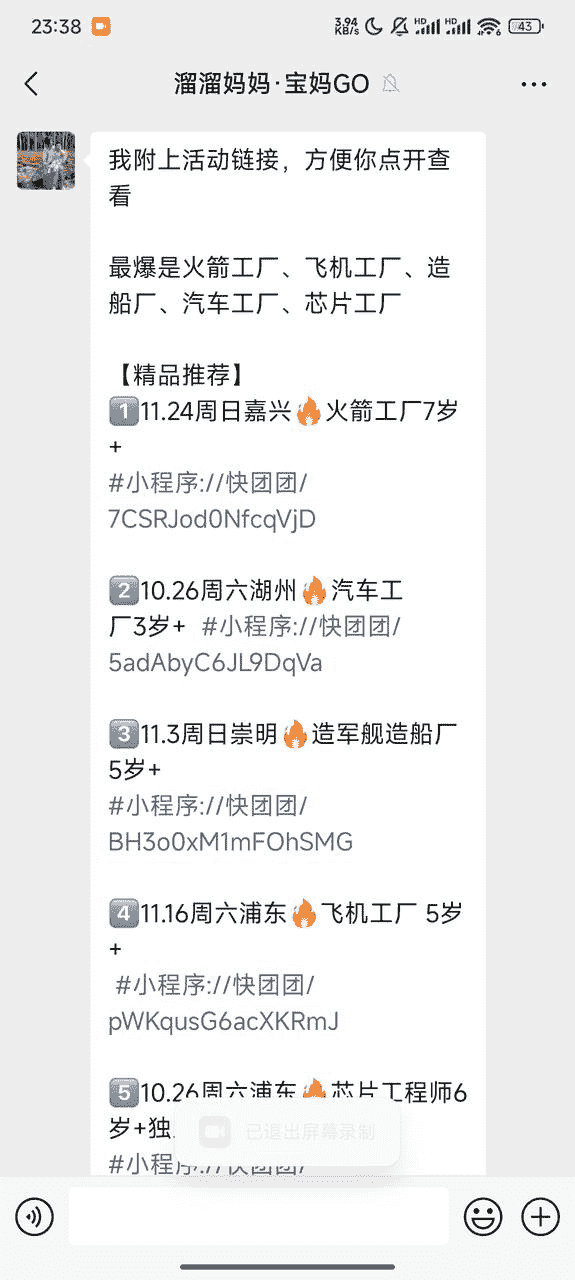 23:38 3.94 KB/s HD HD 6 43
溜溜妈妈·宝妈GO
我附上活动链接，方便你点开查
看
最爆是火箭工厂、飞机工厂、造
船厂、汽车工厂、芯片工厂
【精品推荐】
1️⃣11.24周日嘉兴🔥火箭工厂7岁
+
#小程序://快团团/
7CSRJod0NfcqVjD
2️⃣10.26周六湖州🔥汽车工
厂3岁+ #小程序://快团团/
5adAbyC6JL9DqVa
3️⃣11.3周日崇明🔥造军舰造船厂
5岁+
#小程序://快团团/
BH3o0xM1mFOhSMG
4️⃣11.16周六浦东🔥飞机工厂 5岁
+
#小程序://快团团/
pWKqusG6acXKRmJ
5️⃣10.26周六浦东🔥芯片工程师6
岁+独
已退出屏幕录制
#小程序://快团团/